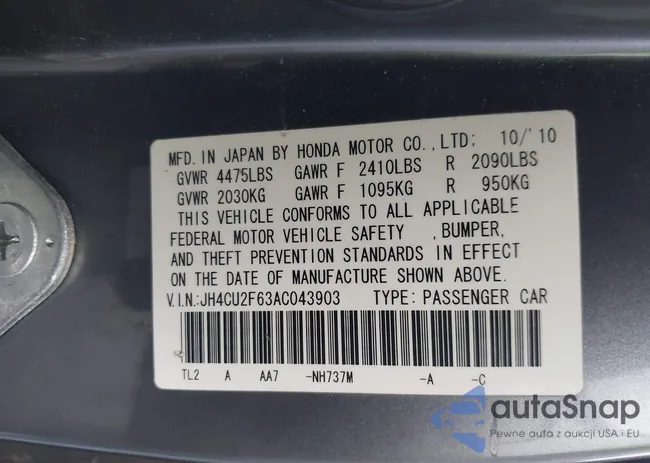 MFD. IN JAPAN BY HONDA MOTOR CO.,LTD; 10/'10
GVWR 4475LBS GAWR F 2410LBS R 2090LBS
GVWR 2030KG GAWR F 1095KG R 950KG
THIS VEHICLE CONFORMS TO ALL APPLICABLE
FEDERAL MOTOR VEHICLE SAFETY ,BUMPER,
AND THEFT PREVENTION STANDARDS IN EFFECT
ON THE DATE OF MANUFACTURE SHOWN ABOVE.
V.I.N.:JH4CU2F63AC043903 TYPE: PASSENGER CAR
TL2 A AA7 -NH737M -A -C
autaSnap
Pewne auta z aukcji USA i EU